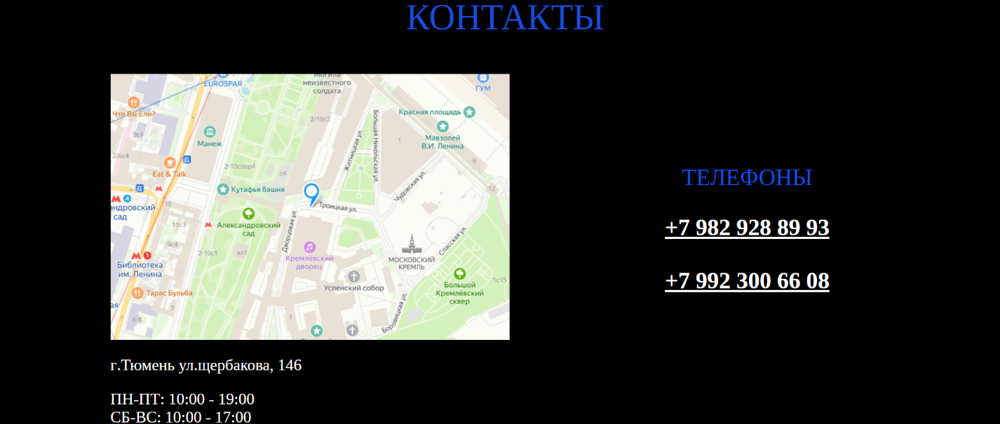 КОНТАКТЫ
EUROSPAR
Могила
неизвестного
солдата
ГУМ
Что Вы Ели?
Красная площадь
2/10с2
9с4
Манеж
Мавзолей
В.И. Ленина
1
Большая Никольская ул.
Житницкая ул.
2/6с4
9
Eat & Talk
2-10соор4
с4
Чудовская ул.
Кутафья башня
12
М 4
андровский
сад
16
Троицкая ул.
11с3
Александровский
сад
Дворцовая ул.
9с4
2-10с1
вл1
Спасская ул.
М 1
Библиотека
им. Ленина
Кремлёвский
дворец
МОСКОВСКИЙ
КРЕМЛЬ
Тарас Бульба
Успенский собор
Большой
Кремлёвский
сквер
1с15
ая
7
6-8
1
Боровицкая ул.
ТЕЛЕФОНЫ
+7 982 928 89 93
+7 992 300 66 08
г.Тюмень ул.щербакова, 146
ПН-ПТ: 10:00 - 19:00
СБ-ВС: 10:00 - 17:00